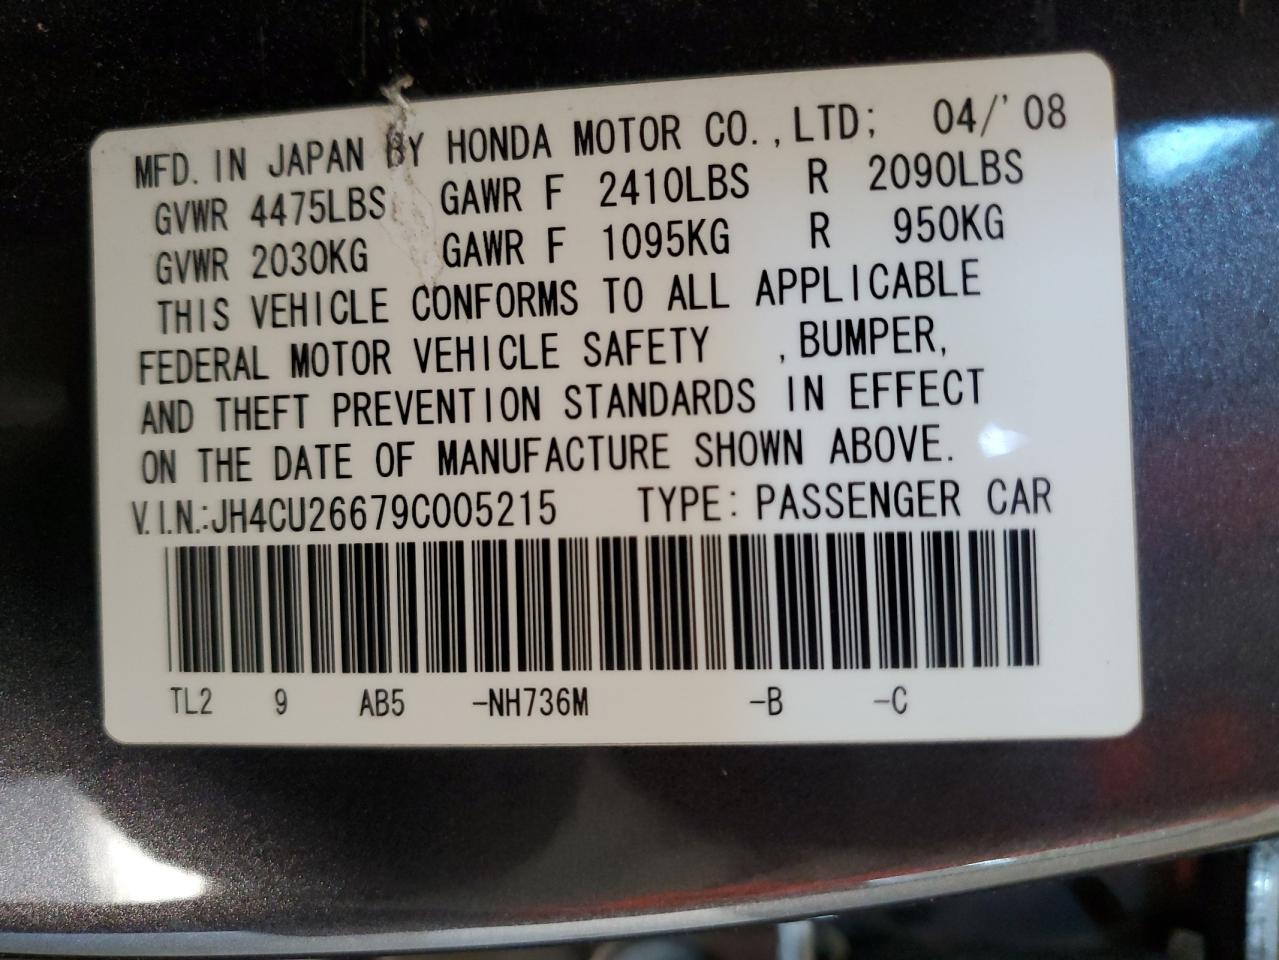 MFD. IN JAPAN BY HONDA MOTOR CO.,LTD; 04/'08
GVWR 4475LBS GAWR F 2410LBS R 2090LBS
GVWR 2030KG GAWR F 1095KG R 950KG
THIS VEHICLE CONFORMS TO ALL APPLICABLE
FEDERAL MOTOR VEHICLE SAFETY ,BUMPER,
AND THEFT PREVENTION STANDARDS IN EFFECT
ON THE DATE OF MANUFACTURE SHOWN ABOVE.
V.I.N.:JH4CU26679C005215 TYPE: PASSENGER CAR
TL2 9 AB5 -NH736M -B -C